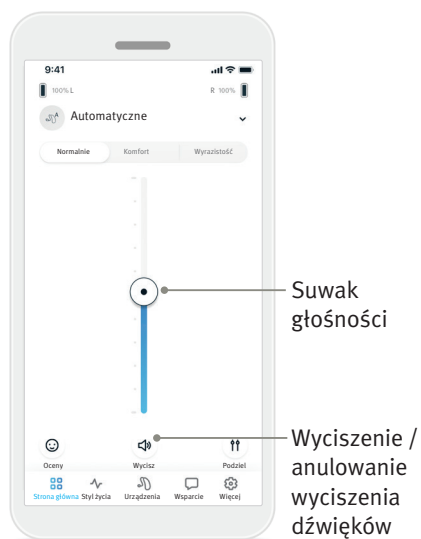 9:41
100% L
R 100%
Automatyczne
Normalnie Komfort Wyrazistość
Suwak
głośności
Oceny Wycisz Podziel
Strona główna Styl życia Urządzenia Wsparcie Więcej
Wyciszenie /
anulowanie
wyciszenia
dźwięków